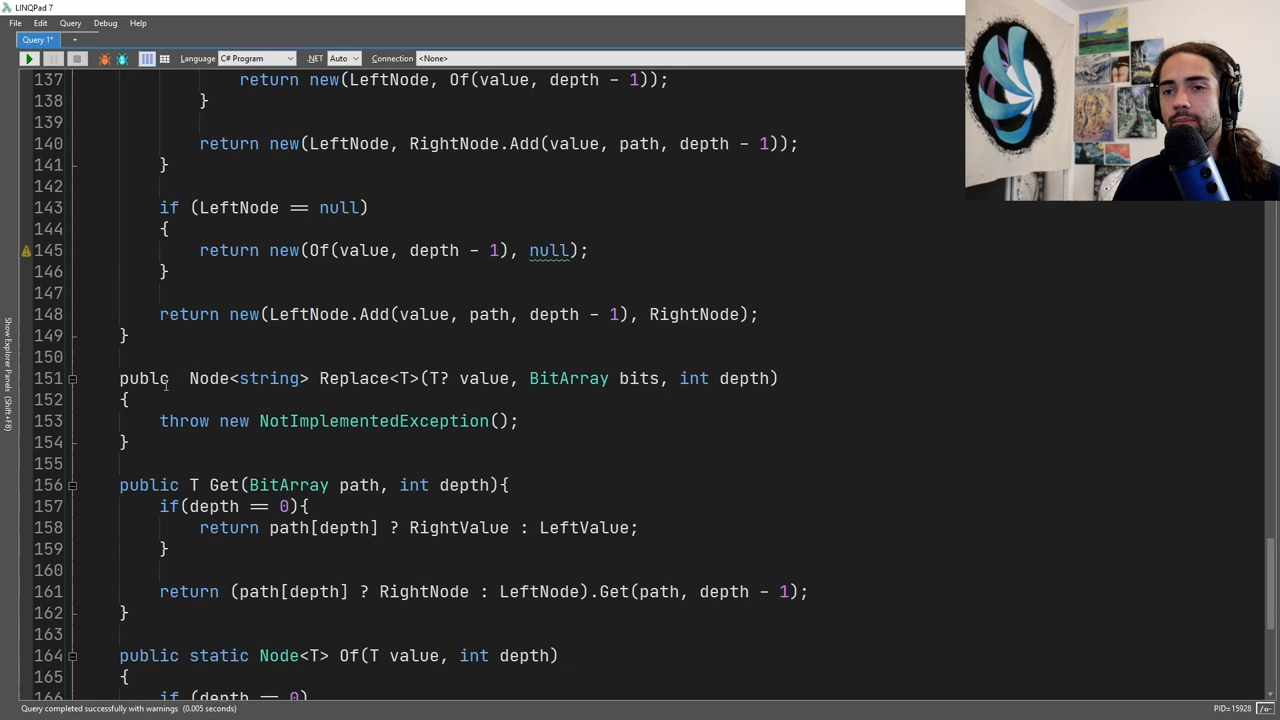 LINQPad 7
File Edit Query Debug Help
Query 1*
Language C# Program .NET Auto Connection <None>
137 return new(LeftNode, Of(value, depth - 1));
138 }
139
140 return new(LeftNode, RightNode.Add(value, path, depth - 1));
141 }
142
143 if (LeftNode == null)
144 {
145 return new(Of(value, depth - 1), null);
146 }
147
148 return new(LeftNode.Add(value, path, depth - 1), RightNode);
149 }
150
151 publc Node<string> Replace<T>(T? value, BitArray bits, int depth)
152 {
153 throw new NotImplementedException();
154 }
155
156 public T Get(BitArray path, int depth){
157 if(depth == 0){
158 return path[depth] ? RightValue : LeftValue;
159 }
160
161 return (path[depth] ? RightNode : LeftNode).Get(path, depth - 1);
162 }
163
164 public static Node<T> Of(T value, int depth)
165 {
166 if (depth == 0)
Show Explorer Panels (Shift+F8)
Query completed successfully with warnings (0.005 seconds)
PID=15928 /o-